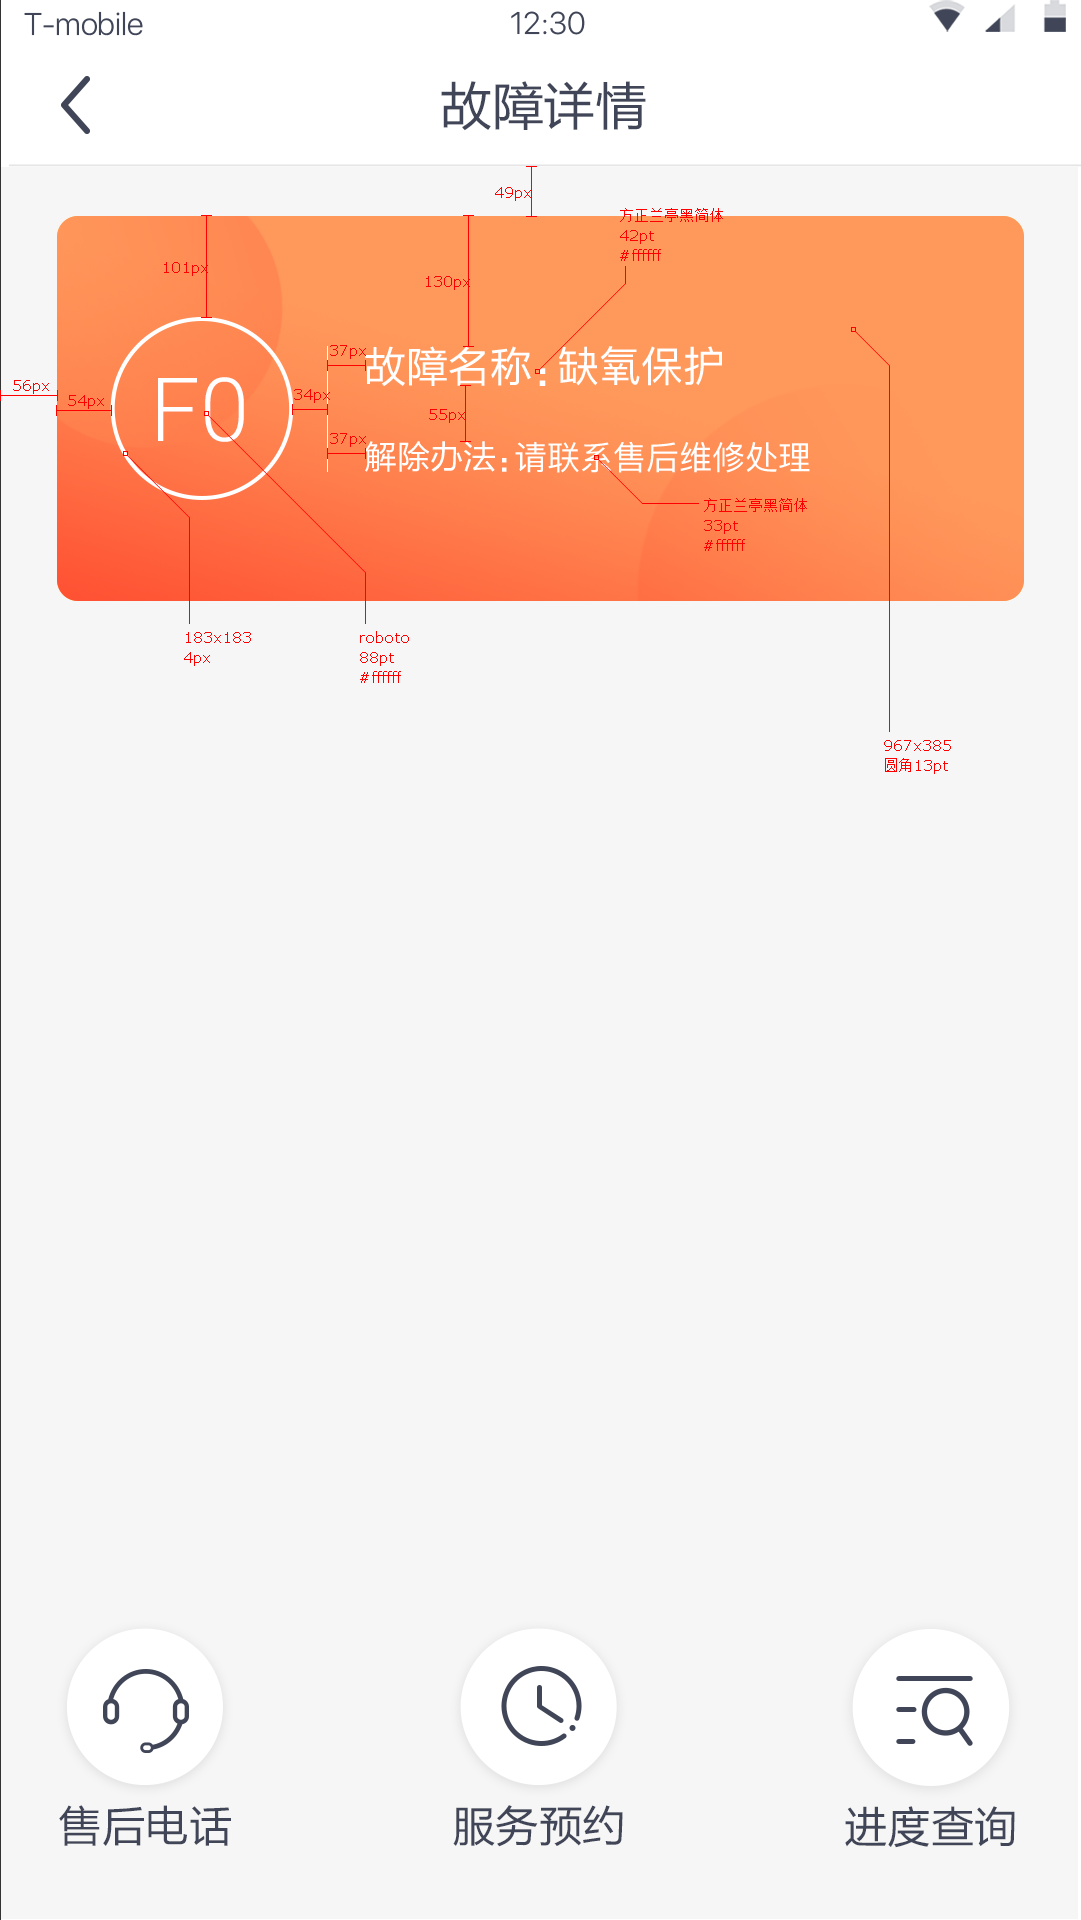 T-mobile
12:30
故障详情
49px
方正兰亭黑简体
42pt
#ffffff
101px
130px
37px
故障名称:缺氧保护
56px
54px
34px
F0
55px
37px
解除办法:请联系售后维修处理
方正兰亭黑简体
33pt
#ffffff
183x183
4px
roboto
88pt
#ffffff
967x385
圆角13pt
售后电话
服务预约
进度查询